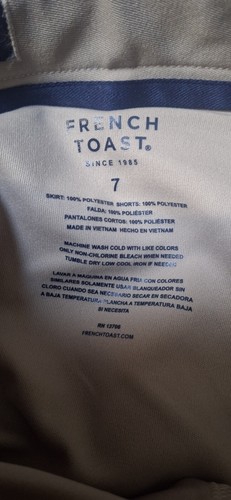 FRENCH
TOAST®
SINCE 1985
7
SKIRT: 100% POLYESTER SHORTS: 100% POLYESTER
FALDA: 100% POLIÉSTER
PANTALONES CORTOS: 100% POLIÉSTER
MADE IN VIETNAM HECHO EN VIETNAM
MACHINE WASH COLD WITH LIKE COLORS
ONLY NON-CHLORINE BLEACH WHEN NEEDED
TUMBLE DRY LOW COOL IRON IF NEEDED
LAVAR A MAQUINA EN AGUA FRIA CON COLORES
SIMILARES SOLAMENTE USAR BLANQUEADOR SIN
CLORO CUANDO SEA NECESARIO SECAR EN SECADORA
A BAJA TEMPERATURA PLANCHA A TEMPERATURA BAJA
SI NECESITA
RN 13708
FRENCHTOAST.COM